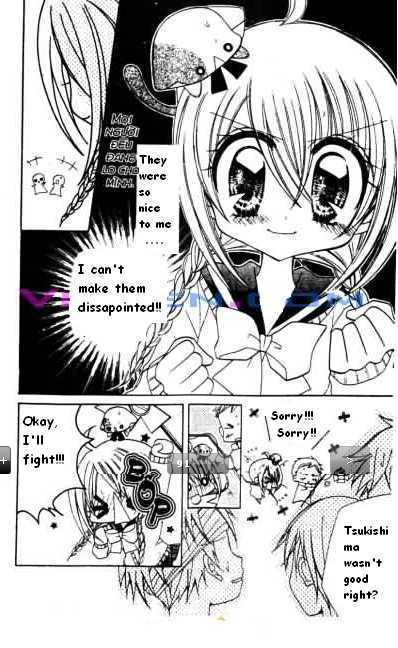 MỌI
NGƯỜI
ĐỀU
ĐANG
LO CHO
MÌNH.
They
were
so
nice
to me
....
I can't
make them
dissapointed!!
Okay,
I'll
fight!!!
91
Sorry!!!
Sorry!!
Tsukishi
ma
wasn't
good
right?